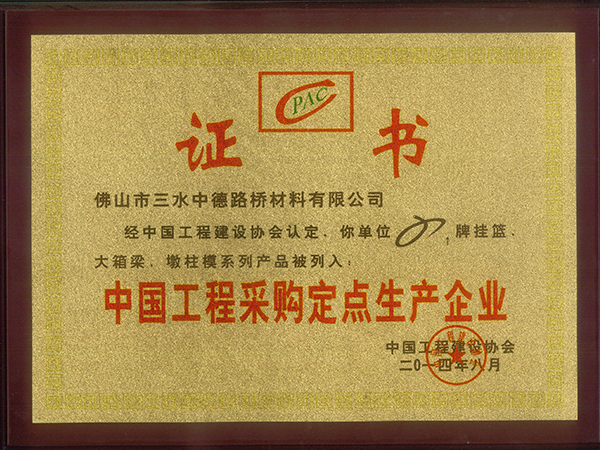 CPAC
证书
佛山市三水中德路桥材料有限公司
经中国工程建设协会认定、你单位 牌挂篮、
大箱梁、墩柱模系列产品被列入：
中国工程采购定点生产企业
中国工程建设协会
二〇一四年八月